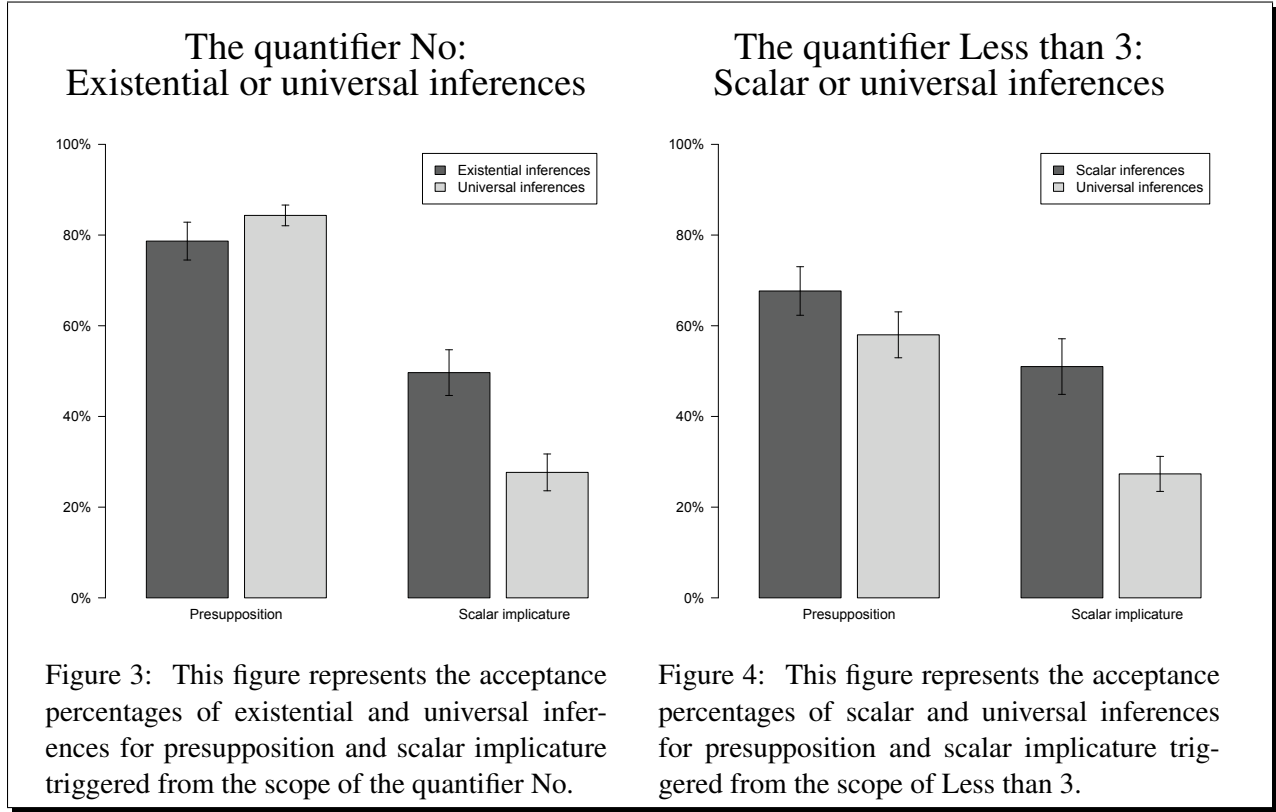 The quantifier No:
Existential or universal inferences
100%
80%
60%
40%
20%
0%
Existential inferences
Universal inferences
Presupposition
Scalar implicature
Figure 3: This figure represents the acceptance
percentages of existential and universal infer-
ences for presupposition and scalar implicature
triggered from the scope of the quantifier No.
The quantifier Less than 3:
Scalar or universal inferences
100%
80%
60%
40%
20%
0%
Scalar inferences
Universal inferences
Presupposition
Scalar implicature
Figure 4: This figure represents the acceptance
percentages of scalar and universal inferences
for presupposition and scalar implicature trig-
gered from the scope of Less than 3.